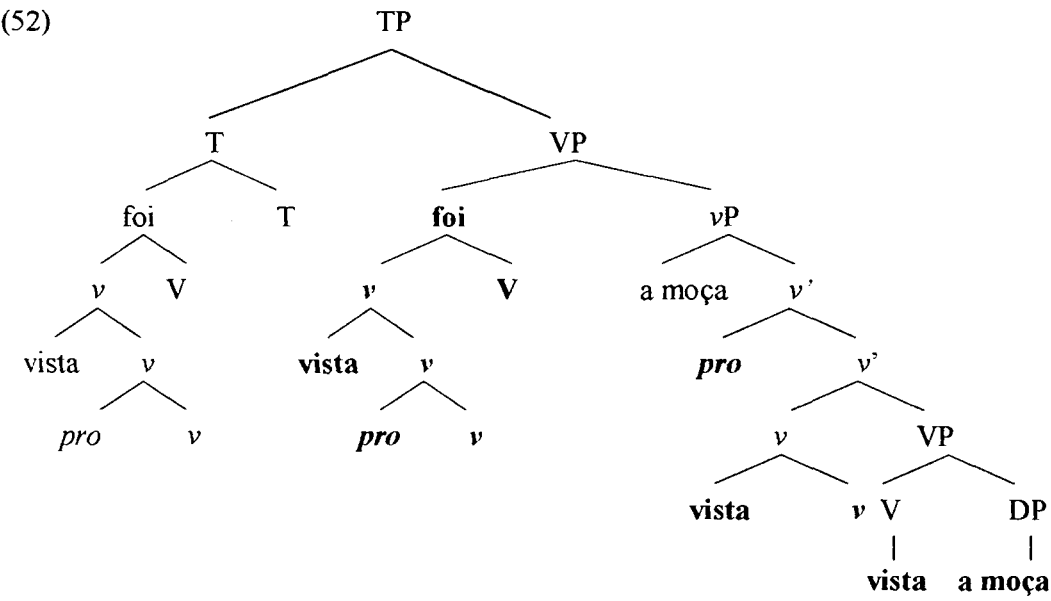 (52) TP
T VP
foi T foi vP
v V v V a moça v'
vista v vista v pro v'
pro v pro v v VP
vista v V DP
vista a moça